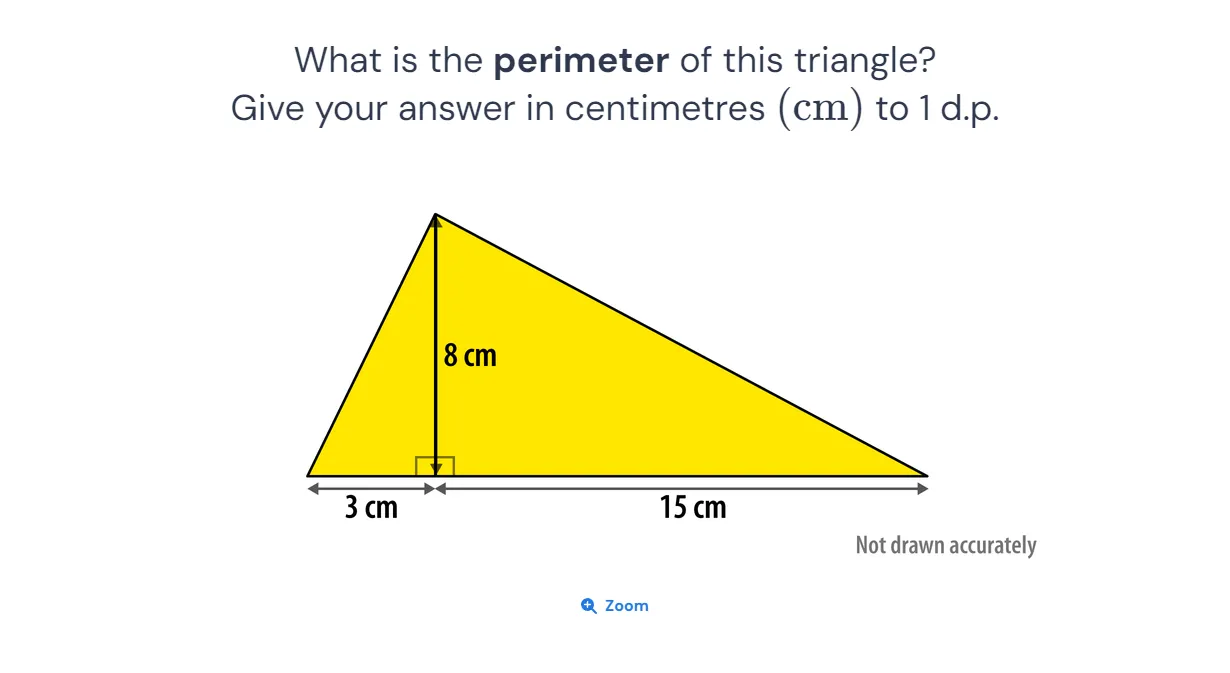 What is the perimeter of this triangle?
Give your answer in centimetres (cm) to 1 d.p.
8 cm
3 cm
15 cm
Not drawn accurately
Zoom